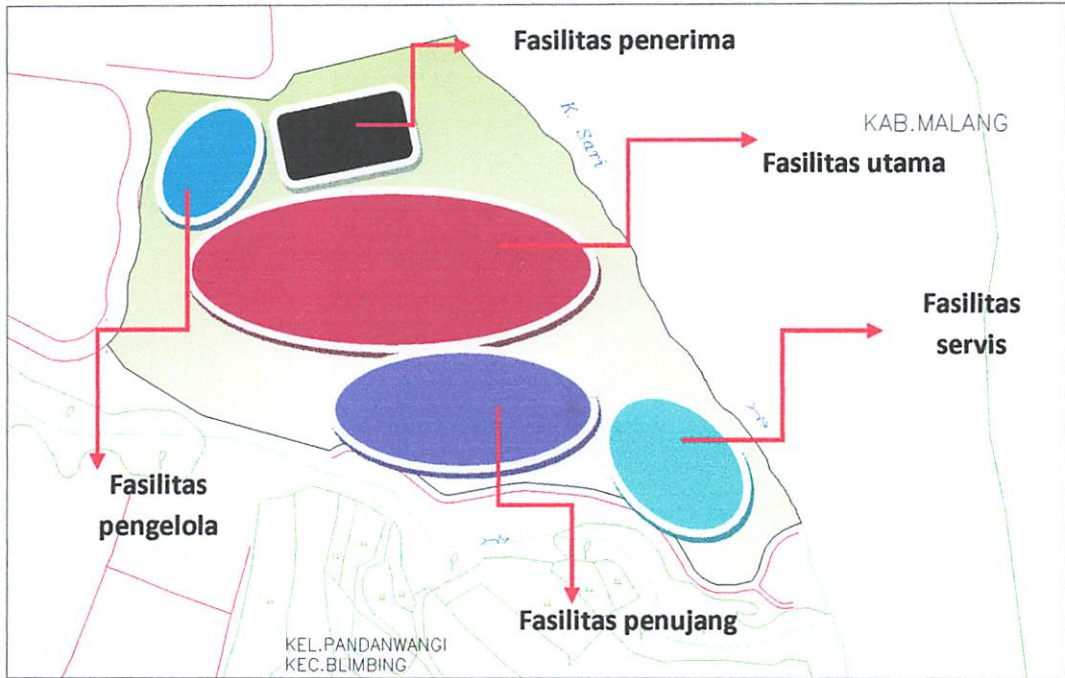 Fasilitas penerima
K. Sari
KAB.MALANG
Fasilitas utama
Fasilitas
servis
Fasilitas
pengelola
Fasilitas penujang
KEL.PANDANWANGI
KEC.BLIMBING